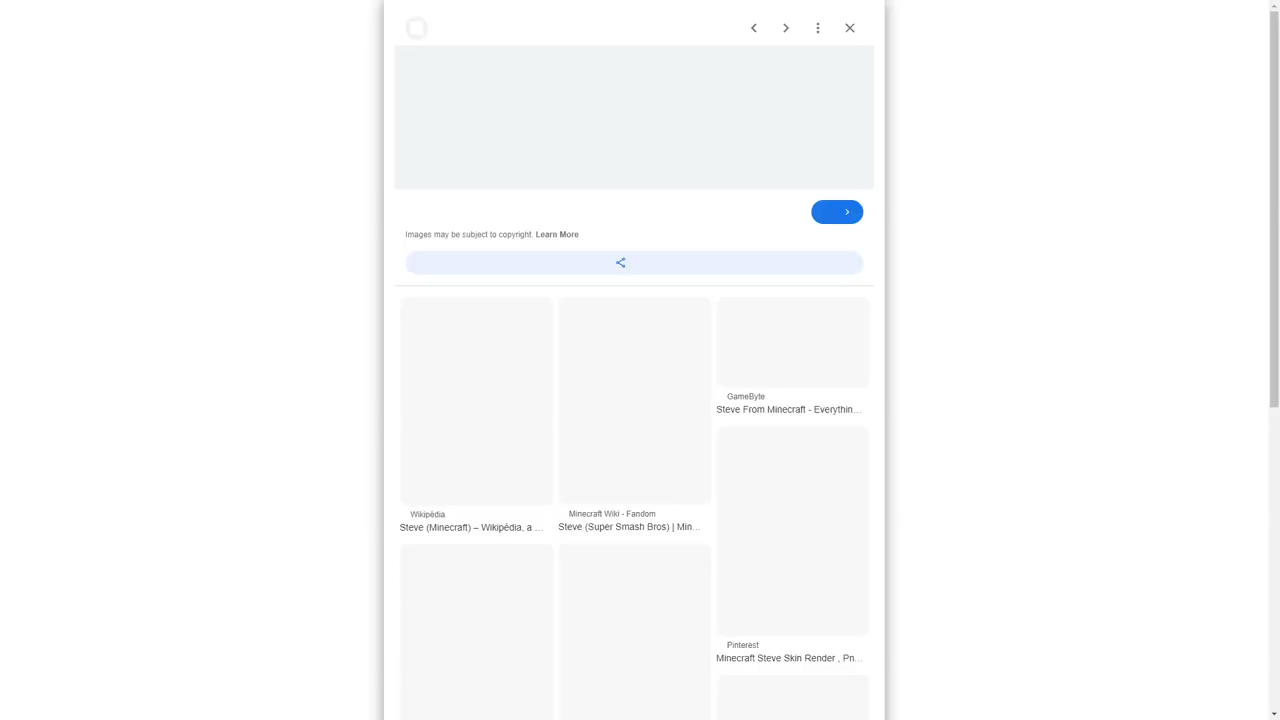 Images may be subject to copyright. Learn More
GameByte
Steve From Minecraft - Everythin...
Wikipédia
Steve (Minecraft) – Wikipédia, a ...
Minecraft Wiki - Fandom
Steve (Super Smash Bros) | Min...
Pinterest
Minecraft Steve Skin Render , Pn...